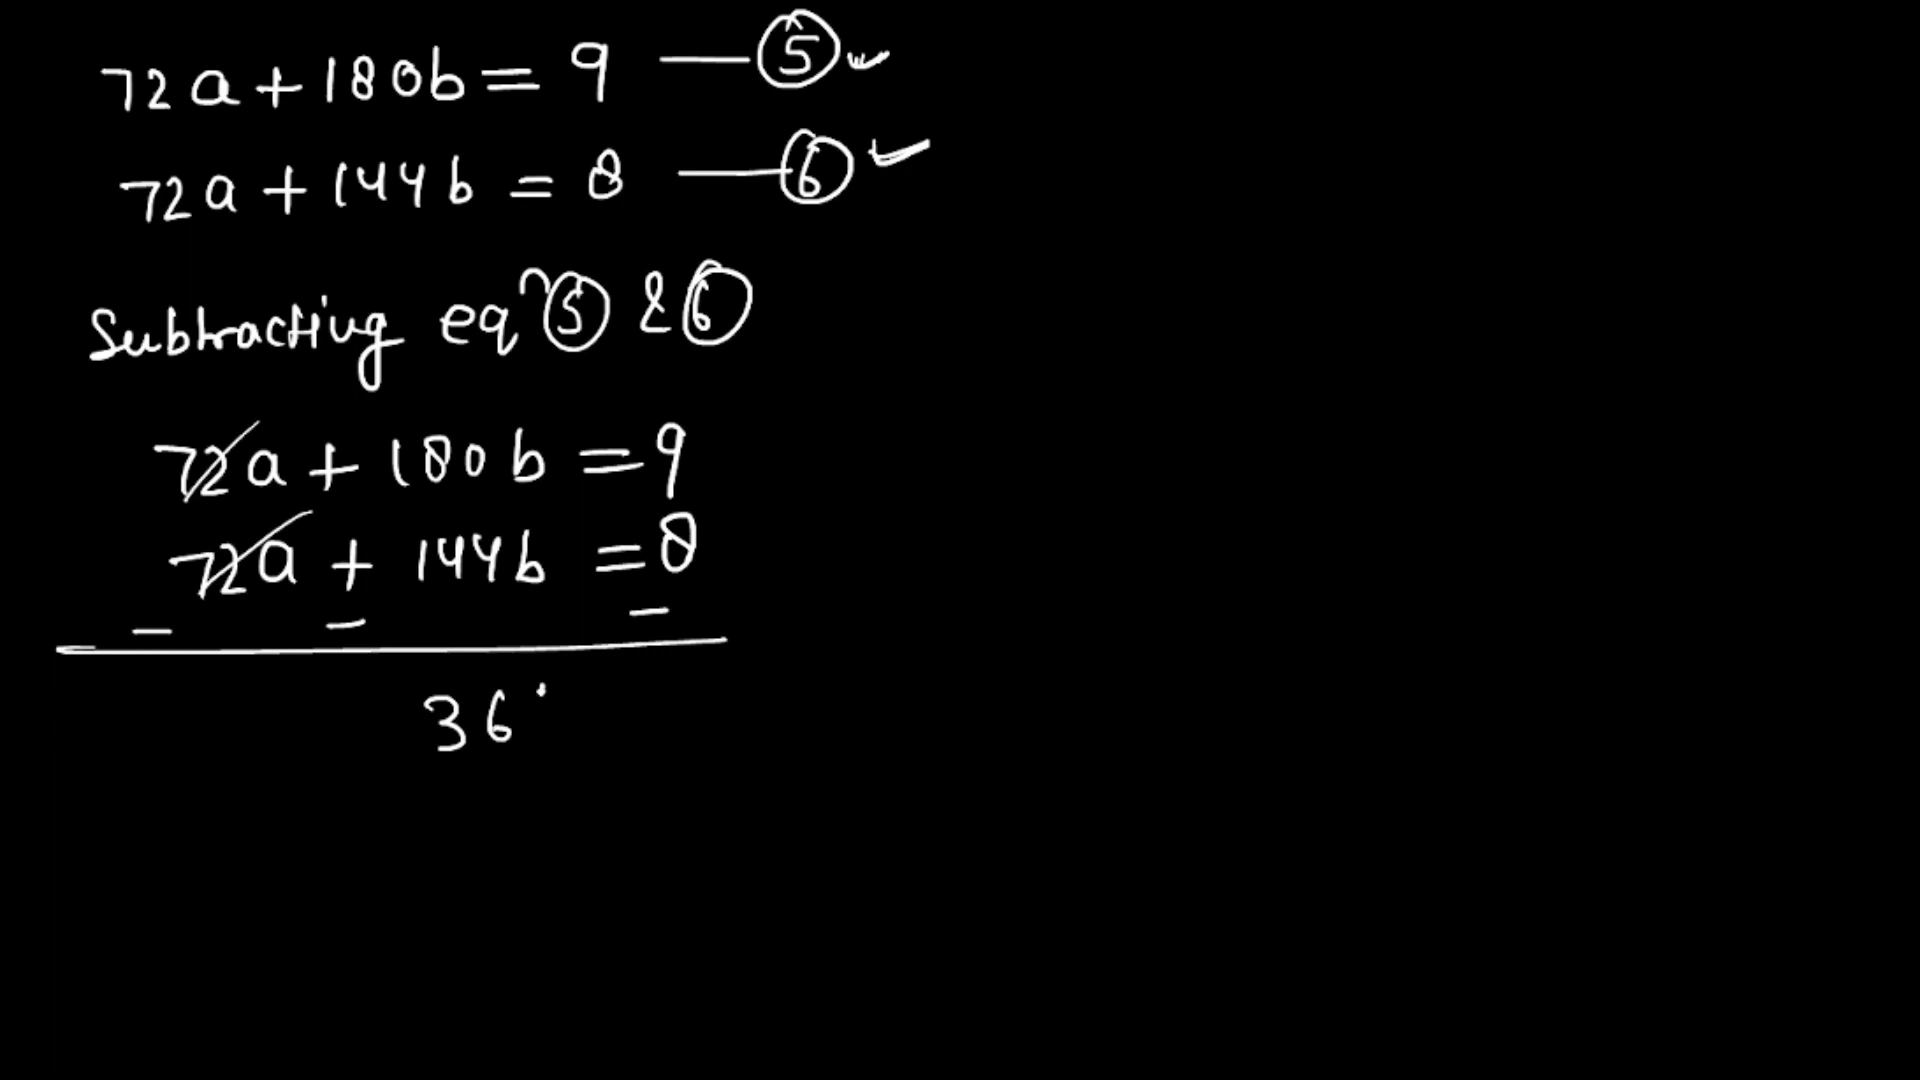 72a + 180b = 9 — ⑤
72a + 144b = 8 — ⑥
Subtracting eqⁿ ⑤ & ⑥
72a + 180b = 9
72a + 144b = 8
− − −
36